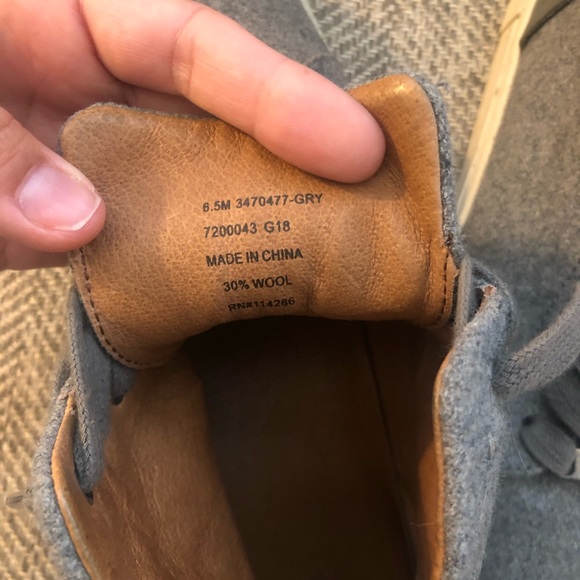 6.5M 3470477-GRY
7200043 G18
MADE IN CHINA
30% WOOL
RN#114286